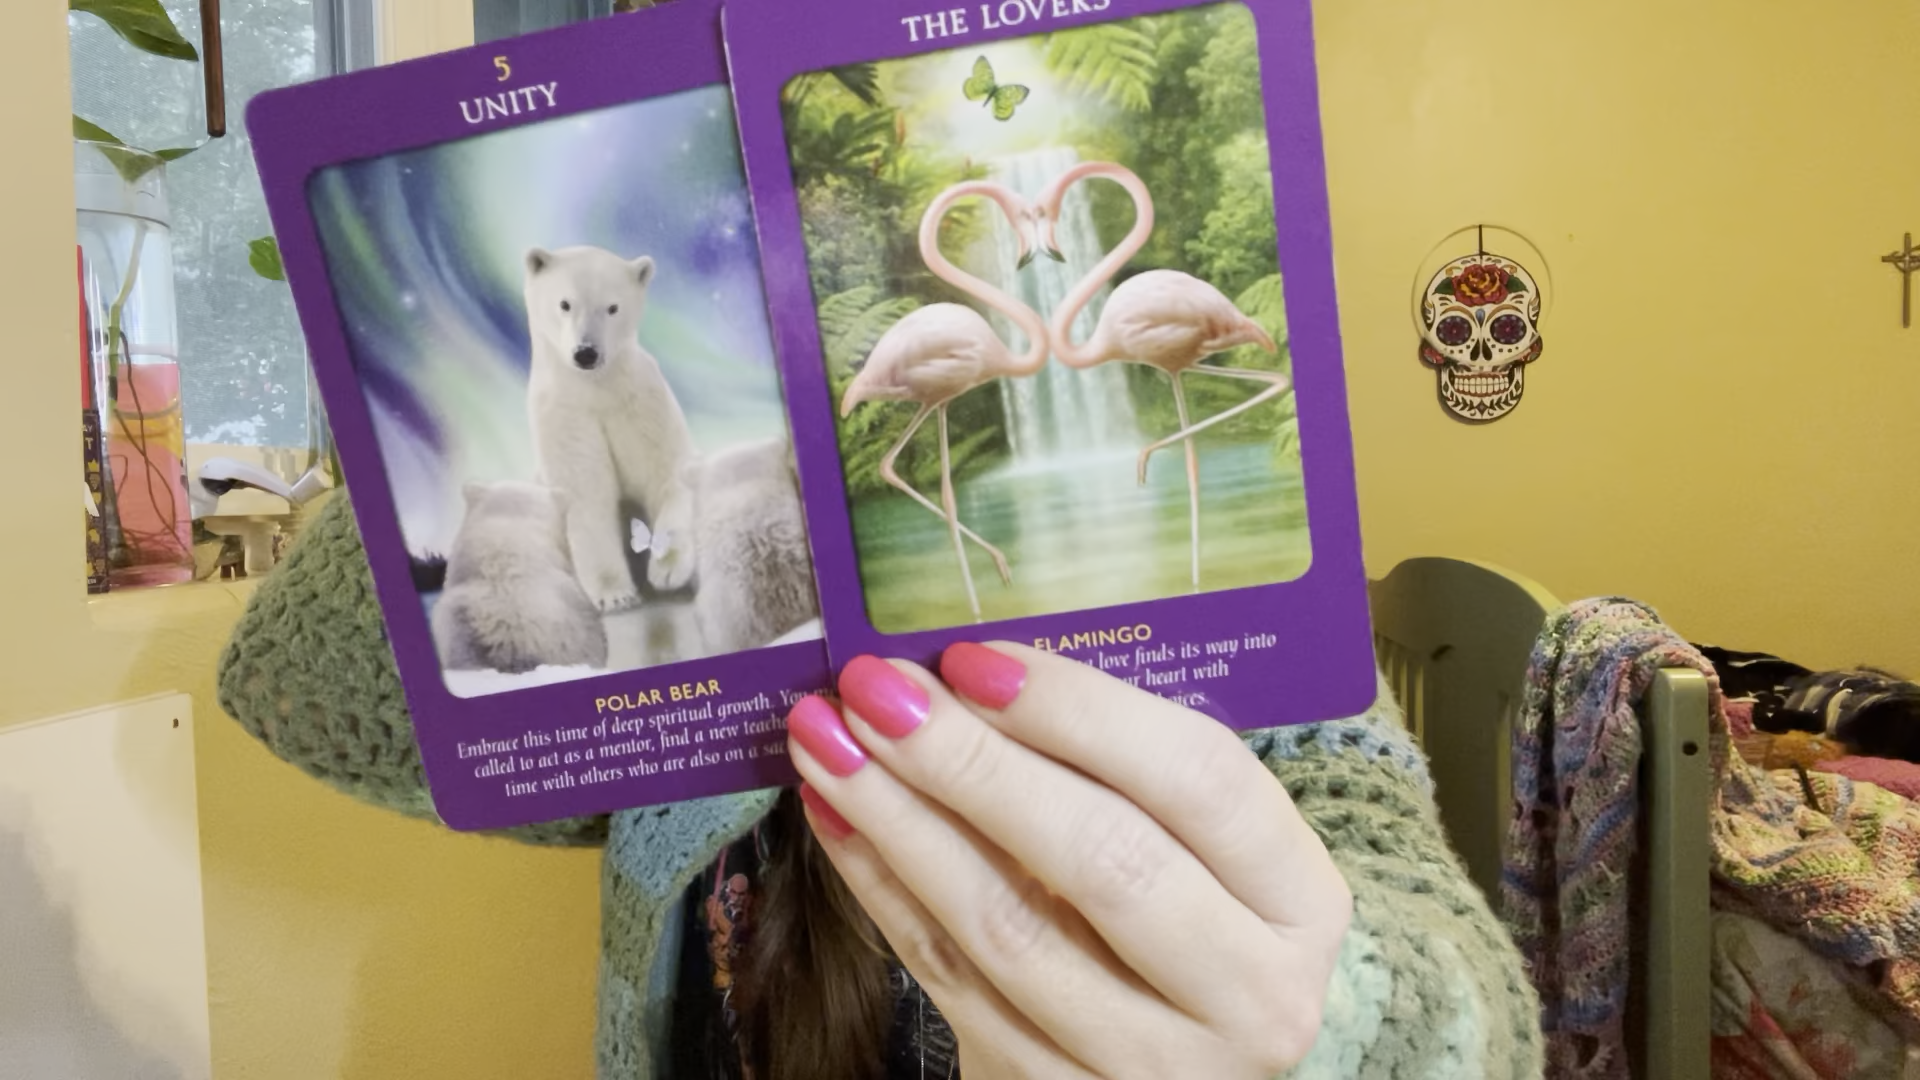 5
UNITY
POLAR BEAR
Embrace this time of deep spiritual growth. You
called to act as a mentor, find a new
time with others who are also on a
THE LOVERS
FLAMINGO
love finds its way into
heart with